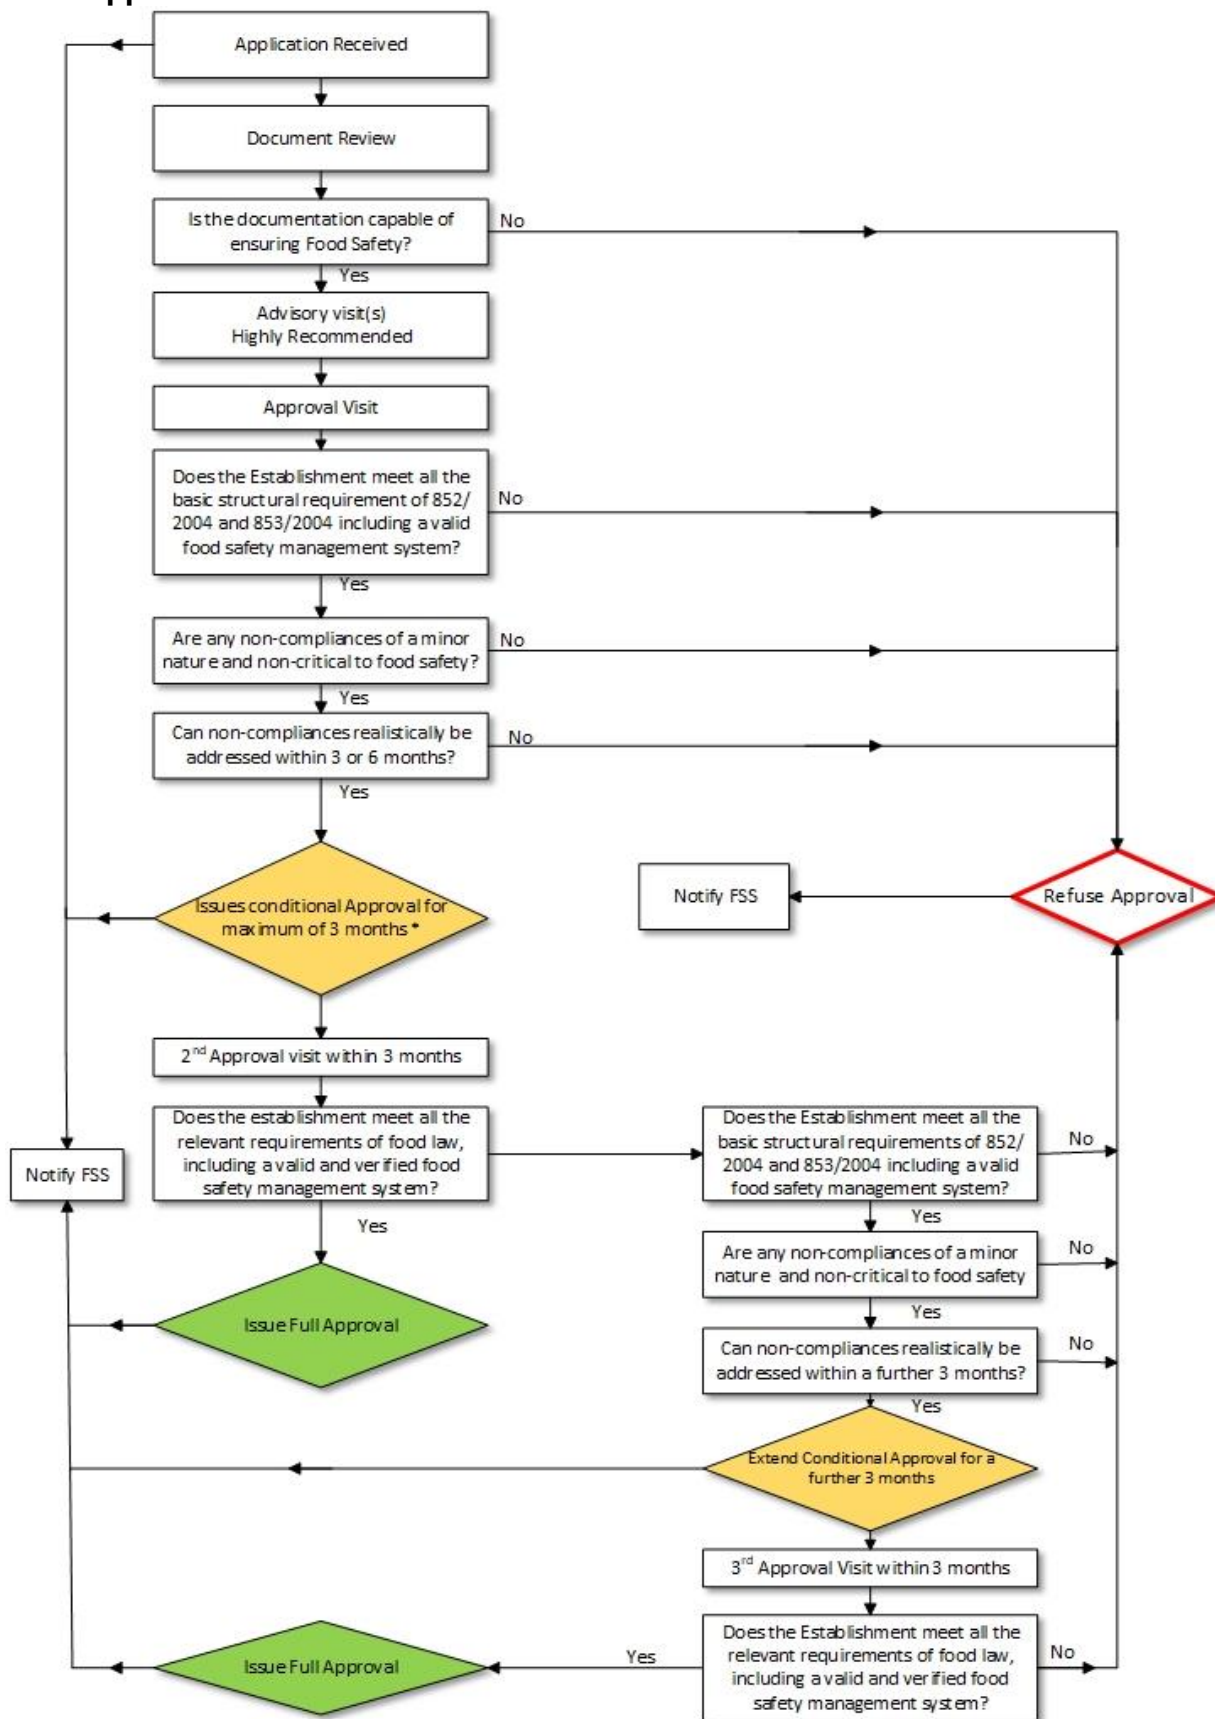 Application Received
Document Review
Is the documentation capable of
ensuring Food Safety?
No
Yes
Advisory visit(s)
Highly Recommended
Approval Visit
Does the Establishment meet all the
basic structural requirement of 852/
2004 and 853/2004 including a valid
food safety management system?
No
Yes
Are any non-compliances of a minor
nature and non-critical to food safety?
No
Yes
Can non-compliances realistically be
addressed within 3 or 6 months?
No
Yes
Issues conditional Approval for
maximum of 3 months *
Notify FSS
Refuse Approval
2nd Approval visit within 3 months
Does the establishment meet all the
relevant requirements of food law,
including a valid and verified food
safety management system?
Yes
Notify FSS
Issue Full Approval
Does the Establishment meet all the
basic structural requirements of 852/
2004 and 853/2004 including a valid
food safety management system?
No
Yes
Are any non-compliances of a minor
nature and non-critical to food safety
No
Yes
Can non-compliances realistically be
addressed within a further 3 months?
No
Yes
Extend Conditional Approval for a
further 3 months
3rd Approval Visit within 3 months
Does the Establishment meet all the
relevant requirements of food law,
including a valid and verified food
safety management system?
No
Yes
Issue Full Approval